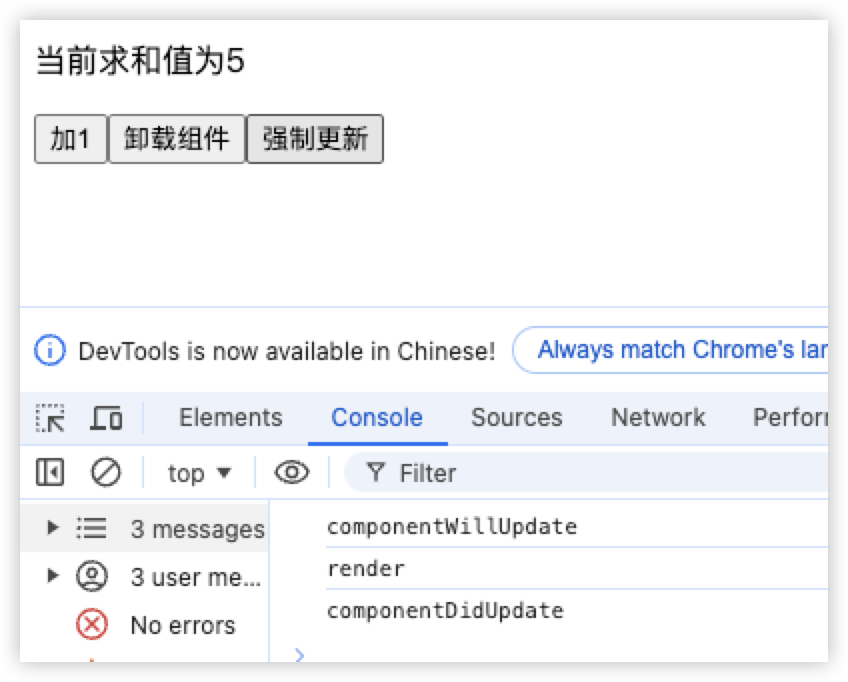 当前求和值为5
加1 卸载组件 强制更新
DevTools is now available in Chinese! Always match Chrome's lan
Elements Console Sources Network Perforr
top ▼ Filter
3 messages
3 user me...
No errors
componentWillUpdate
render
componentDidUpdate